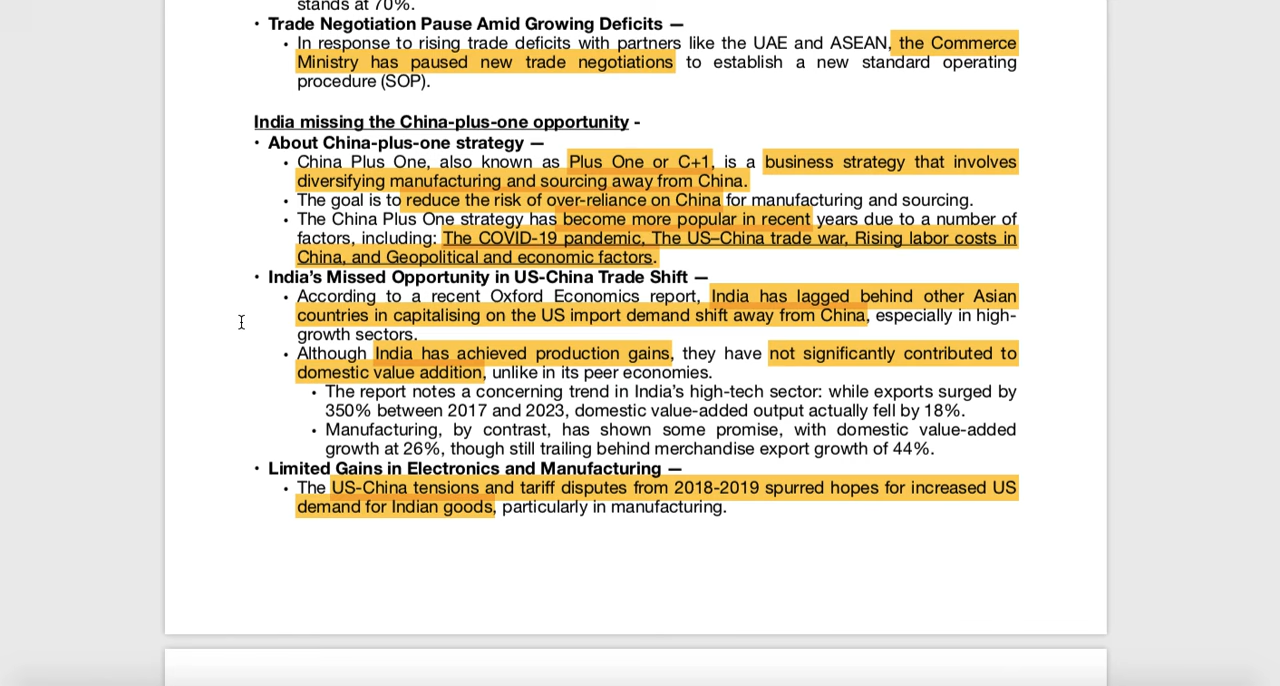 stands at 70%.
• Trade Negotiation Pause Amid Growing Deficits —
• In response to rising trade deficits with partners like the UAE and ASEAN, the Commerce
Ministry has paused new trade negotiations to establish a new standard operating
procedure (SOP).
India missing the China-plus-one opportunity -
• About China-plus-one strategy —
• China Plus One, also known as Plus One or C+1, is a business strategy that involves
diversifying manufacturing and sourcing away from China.
• The goal is to reduce the risk of over-reliance on China for manufacturing and sourcing.
• The China Plus One strategy has become more popular in recent years due to a number of
factors, including: The COVID-19 pandemic, The US–China trade war, Rising labor costs in
China, and Geopolitical and economic factors.
• India’s Missed Opportunity in US-China Trade Shift —
• According to a recent Oxford Economics report, India has lagged behind other Asian
countries in capitalising on the US import demand shift away from China, especially in high-
growth sectors.
• Although India has achieved production gains, they have not significantly contributed to
domestic value addition, unlike in its peer economies.
• The report notes a concerning trend in India’s high-tech sector: while exports surged by
350% between 2017 and 2023, domestic value-added output actually fell by 18%.
• Manufacturing, by contrast, has shown some promise, with domestic value-added
growth at 26%, though still trailing behind merchandise export growth of 44%.
• Limited Gains in Electronics and Manufacturing —
• The US-China tensions and tariff disputes from 2018-2019 spurred hopes for increased US
demand for Indian goods, particularly in manufacturing.